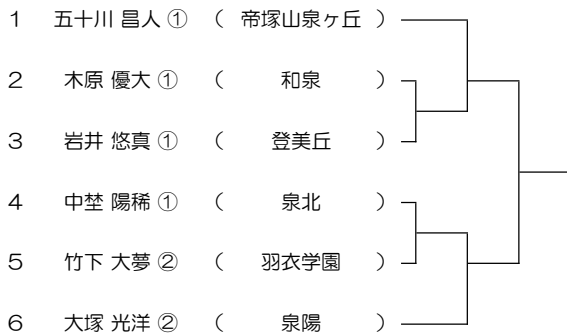 1 五十川 昌人 ① ( 帝塚山泉ヶ丘 )
2 木原 優大 ① ( 和泉 )
3 岩井 悠真 ① ( 登美丘 )
4 中埜 陽稀 ① ( 泉北 )
5 竹下 大夢 ② ( 羽衣学園 )
6 大塚 光洋 ② ( 泉陽 )